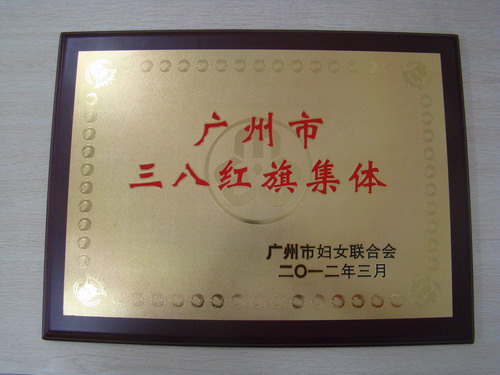 广州市
三八红旗集体
广州市妇女联合会
二〇一二年三月